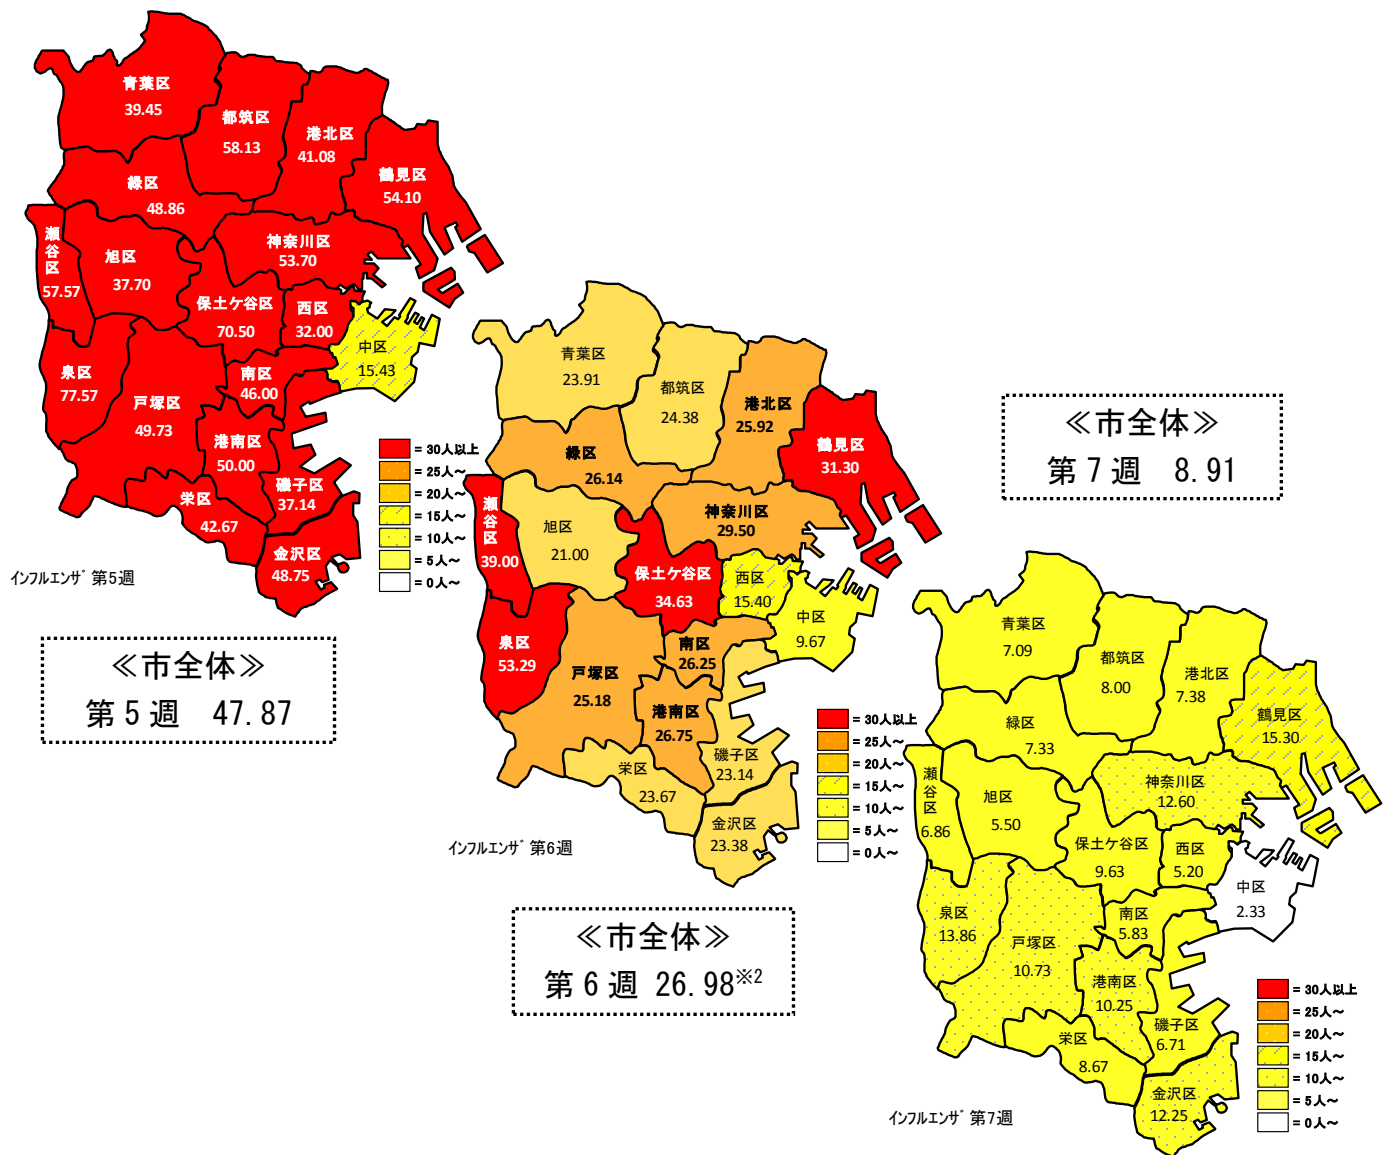 青葉区
39.45
都筑区
58.13
港北区
41.08
鶴見区
54.10
緑区
48.86
瀬谷区
57.57
旭区
37.70
神奈川区
53.70
保土ケ谷区
70.50
西区
32.00
中区
15.43
泉区
77.57
戸塚区
49.73
南区
46.00
港南区
50.00
磯子区
37.14
栄区
42.67
金沢区
48.75
= 30人以上
= 25人～
= 20人～
= 15人～
= 10人～
= 5人～
= 0人～
インフルエンザ 第5週
≪市全体≫
第5週 47.87
青葉区
23.91
都筑区
24.38
港北区
25.92
鶴見区
31.30
緑区
26.14
瀬谷区
39.00
旭区
21.00
神奈川区
29.50
保土ケ谷区
34.63
西区
15.40
中区
9.67
泉区
53.29
戸塚区
25.18
南区
26.25
港南区
26.75
磯子区
23.14
栄区
23.67
金沢区
23.38
= 30人以上
= 25人～
= 20人～
= 15人～
= 10人～
= 5人～
= 0人～
インフルエンザ 第6週
≪市全体≫
第6週 26.98※2
≪市全体≫
第7週 8.91
青葉区
7.09
都筑区
8.00
港北区
7.38
鶴見区
15.30
緑区
7.33
瀬谷区
6.86
旭区
5.50
神奈川区
12.60
保土ケ谷区
9.63
西区
5.20
中区
2.33
泉区
13.86
戸塚区
10.73
南区
5.83
港南区
10.25
磯子区
6.71
栄区
8.67
金沢区
12.25
= 30人以上
= 25人～
= 20人～
= 15人～
= 10人～
= 5人～
= 0人～
インフルエンザ 第7週